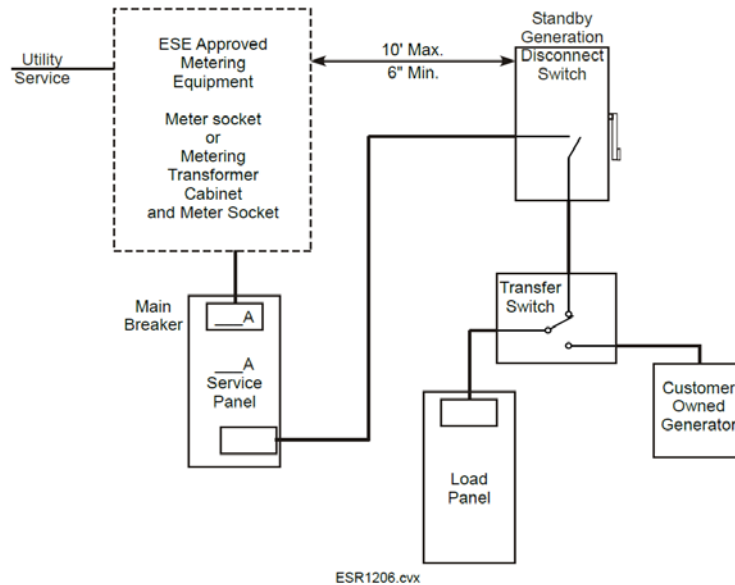 Utility
Service
ESE Approved
Metering
Equipment
Meter socket
or
Metering
Transformer
Cabinet
and Meter Socket
10' Max.
6" Min.
Standby
Generation
Disconnect
Switch
Main
Breaker
___A
___A
Service
Panel
Transfer
Switch
Load
Panel
Customer
Owned
Generator
ESR1206.cvx